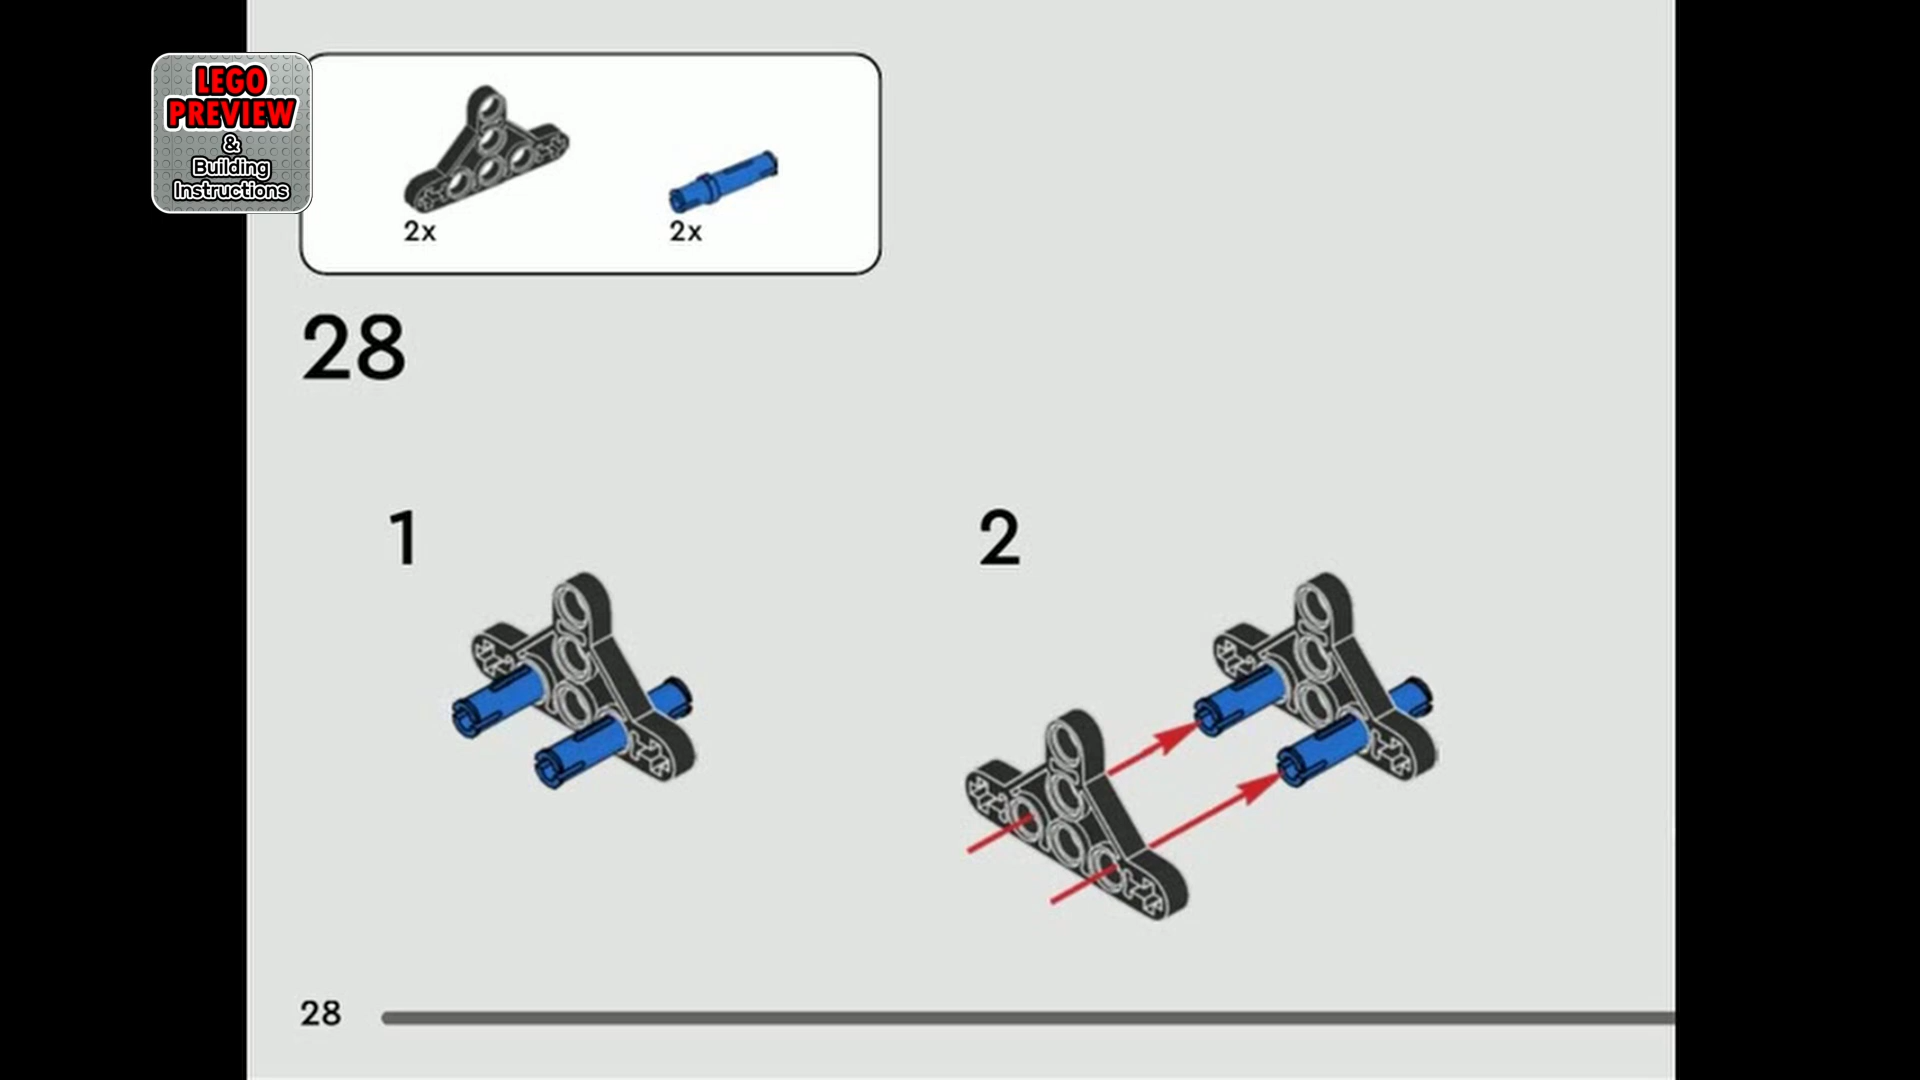 LEGO
PREVIEW
&
Building
Instructions
2x
2x
28
1
2
28